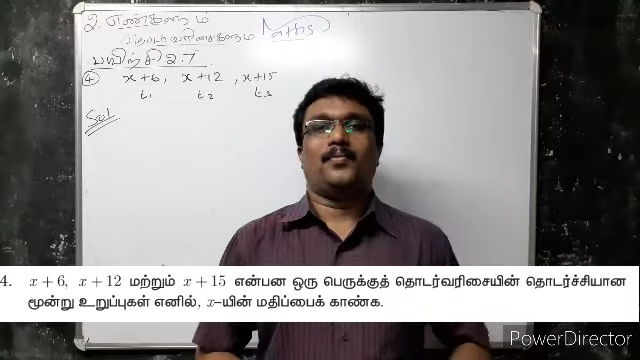 2. எண்களும்
தொடர்வரிசைகளும் Maths
பயிற்சி 2.7
④ x+6, x+12, x+15
t₁ t₂ t₃
Sol
4. x + 6, x + 12 மற்றும் x + 15 என்பன ஒரு பெருக்குத் தொடர்வரிசையின் தொடர்ச்சியான
மூன்று உறுப்புகள் எனில், x–யின் மதிப்பைக் காண்க.
PowerDirector